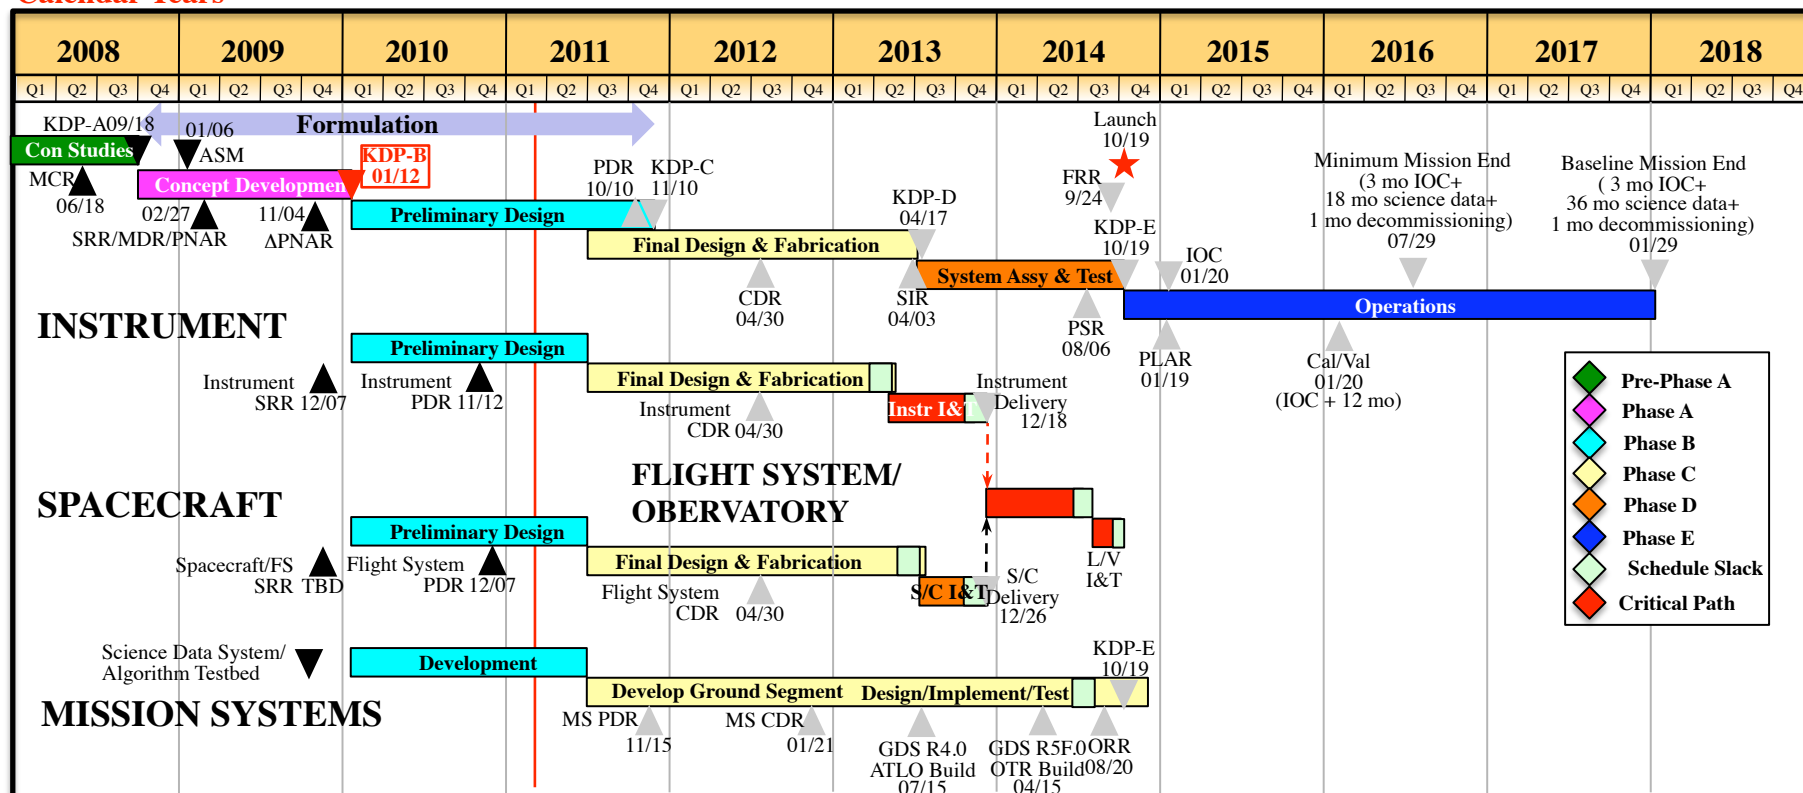 Calendar Years
2008 2009 2010 2011 2012 2013 2014 2015 2016 2017 2018
Q1 Q2 Q3 Q4 Q1 Q2 Q3 Q4 Q1 Q2 Q3 Q4 Q1 Q2 Q3 Q4 Q1 Q2 Q3 Q4 Q1 Q2 Q3 Q4 Q1 Q2 Q3 Q4 Q1 Q2 Q3 Q4 Q1 Q2 Q3 Q4 Q1 Q2 Q3 Q4 Q1 Q2 Q3 Q4
Formulation
KDP-A09/18
01/06
ASM
Con Studies
MCR
06/18
Concept Development
KDP-B
01/12
02/27
SRR/MDR/PNAR
11/04
ΔPNAR
Preliminary Design
PDR
10/10
KDP-C
11/10
Final Design & Fabrication
KDP-D
04/17
CDR
04/30
SIR
04/03
System Assy & Test
Launch
10/19
FRR
9/24
KDP-E
10/19
PSR
08/06
IOC
01/20
Operations
PLAR
01/19
Minimum Mission End
(3 mo IOC+
18 mo science data+
1 mo decommissioning)
07/29
Baseline Mission End
( 3 mo IOC+
36 mo science data+
1 mo decommissioning)
01/29
Cal/Val
01/20
(IOC + 12 mo)
INSTRUMENT
Preliminary Design
Instrument
SRR 12/07
Instrument
PDR 11/12
Final Design & Fabrication
Instrument
CDR 04/30
Instr I&T
Instrument
Delivery
12/18
FLIGHT SYSTEM/
OBERVATORY
L/V
I&T
SPACECRAFT
Preliminary Design
Spacecraft/FS
SRR TBD
Flight System
PDR 12/07
Final Design & Fabrication
Flight System
CDR 04/30
S/C I&T
S/C
Delivery
12/26
Science Data System/
Algorithm Testbed
Development
MISSION SYSTEMS
Develop Ground Segment Design/Implement/Test
KDP-E
10/19
MS PDR
11/15
MS CDR
01/21
GDS R4.0
ATLO Build
07/15
GDS R5F.0
OTR Build
04/15
ORR
08/20
Pre-Phase A
Phase A
Phase B
Phase C
Phase D
Phase E
Schedule Slack
Critical Path